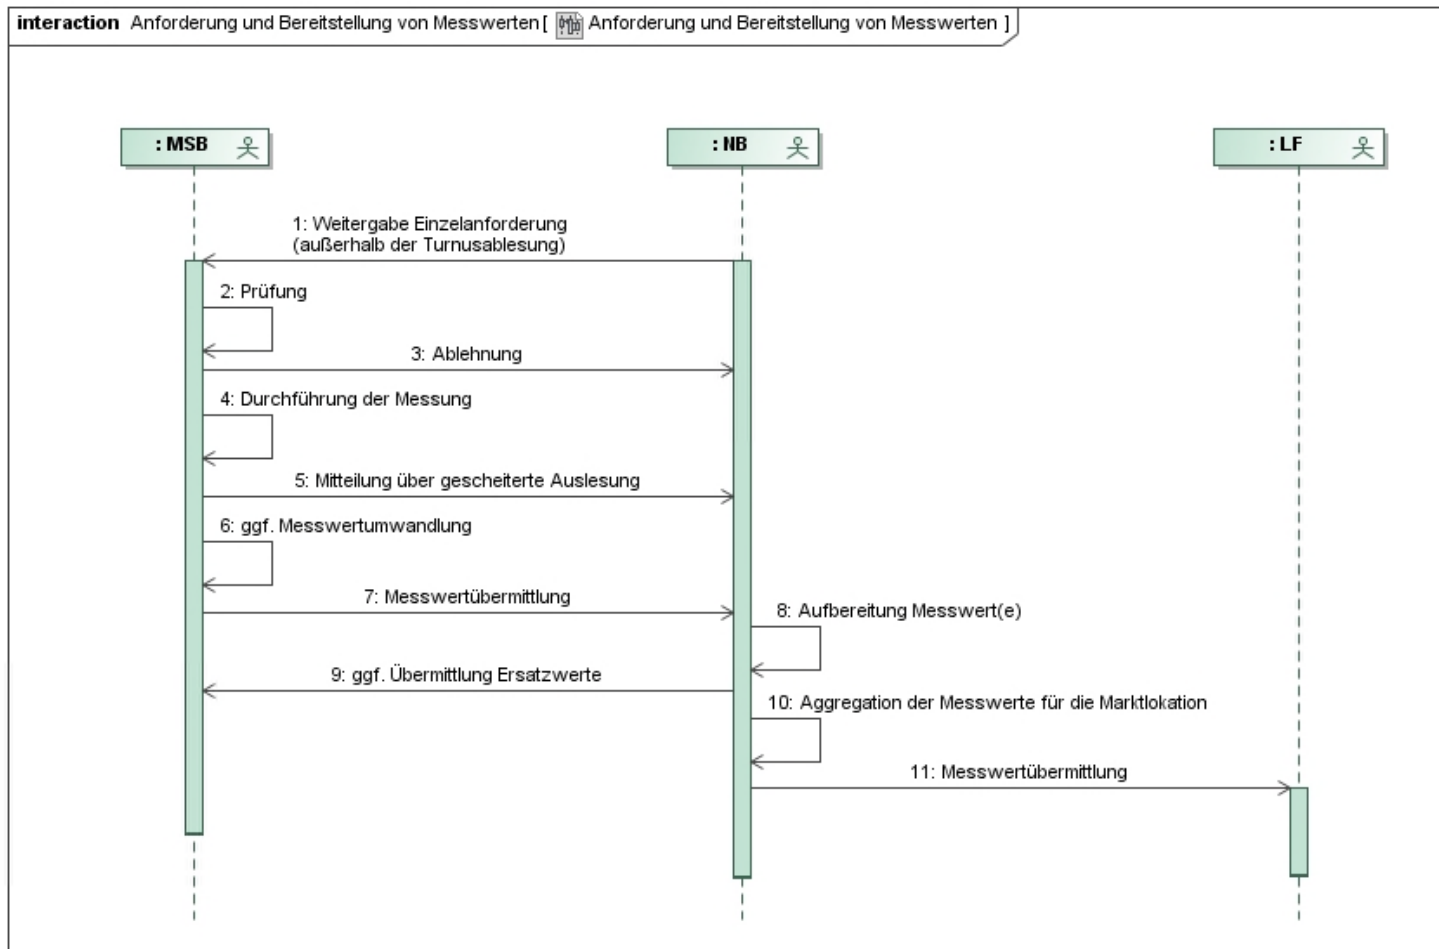 interaction Anforderung und Bereitstellung von Messwerten [ Anforderung und Bereitstellung von Messwerten ]
: MSB
: NB
: LF
1: Weitergabe Einzelanforderung
(außerhalb der Turnusablesung)
2: Prüfung
3: Ablehnung
4: Durchführung der Messung
5: Mitteilung über gescheiterte Auslesung
6: ggf. Messwertumwandlung
7: Messwertübermittlung
8: Aufbereitung Messwert(e)
9: ggf. Übermittlung Ersatzwerte
10: Aggregation der Messwerte für die Marktlokation
11: Messwertübermittlung